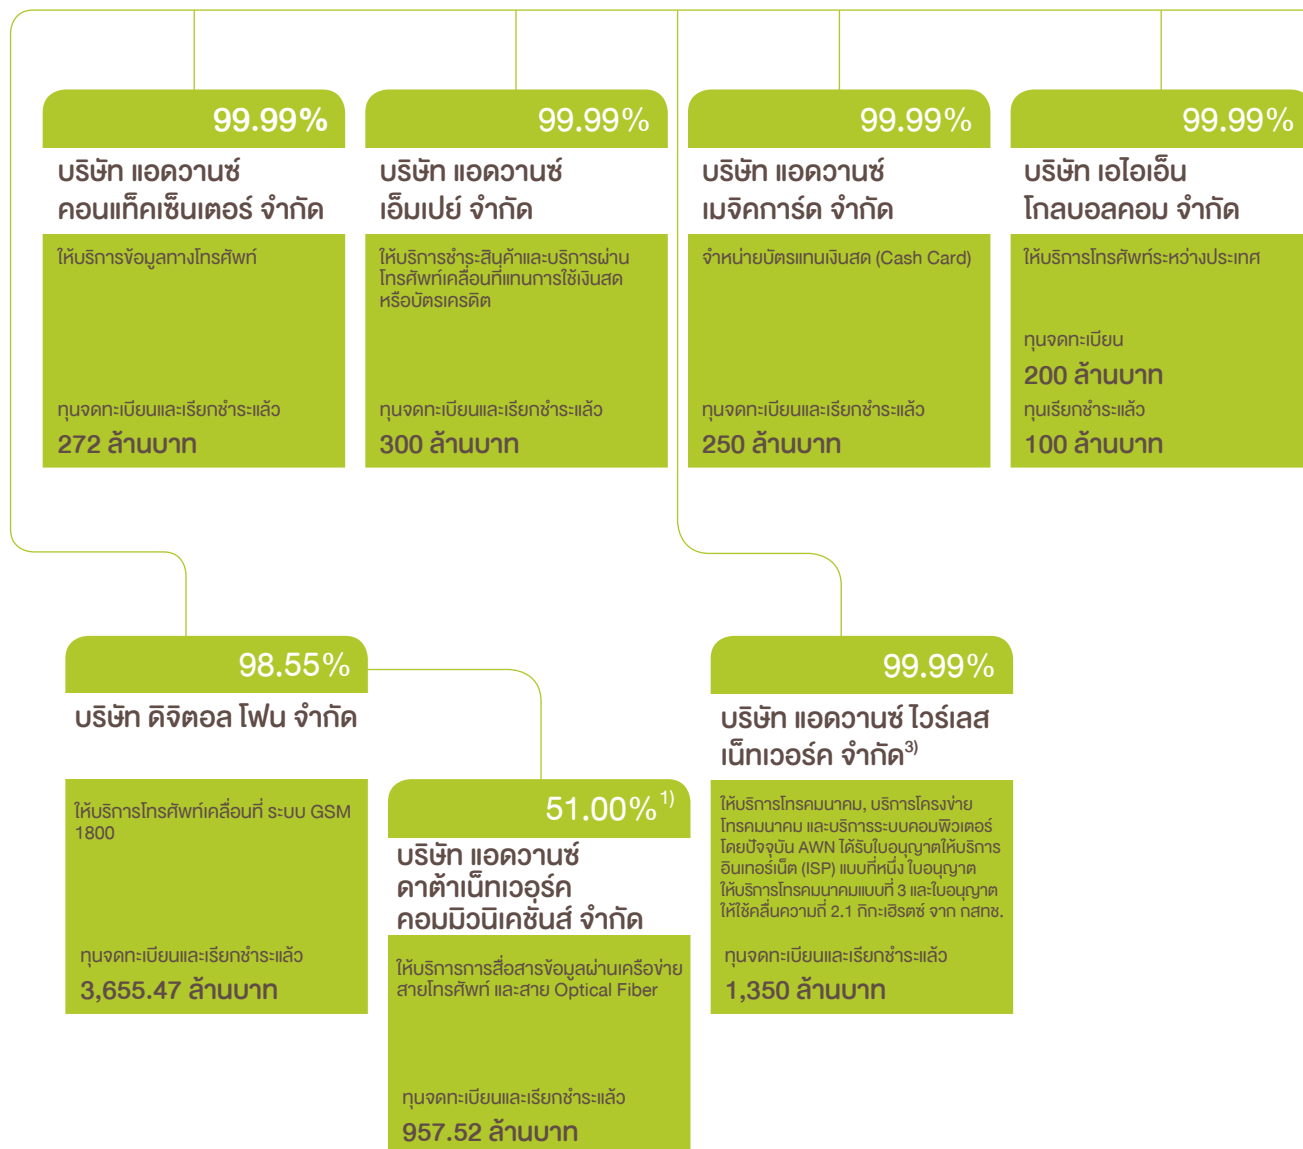 99.99%
บริษัท แอดวานซ์
คอนแท็คเซ็นเตอร์ จำกัด
ให้บริการข้อมูลทางโทรศัพท์
ทุนจดทะเบียนและเรียกชำระแล้ว
272 ล้านบาท
99.99%
บริษัท แอดวานซ์
เอ็มเปย์ จำกัด
ให้บริการชำระสินค้าและบริการผ่าน
โทรศัพท์เคลื่อนที่แทนการใช้เงินสด
หรือบัตรเครดิต
ทุนจดทะเบียนและเรียกชำระแล้ว
300 ล้านบาท
99.99%
บริษัท แอดวานซ์
เมจิคการ์ด จำกัด
จำหน่ายบัตรแทนเงินสด (Cash Card)
ทุนจดทะเบียนและเรียกชำระแล้ว
250 ล้านบาท
99.99%
บริษัท เอไอเอ็น
โกลบอลคอม จำกัด
ให้บริการโทรศัพท์ระหว่างประเทศ
ทุนจดทะเบียน
200 ล้านบาท
ทุนเรียกชำระแล้ว
100 ล้านบาท
98.55%
บริษัท ดิจิตอล โฟน จำกัด
ให้บริการโทรศัพท์เคลื่อนที่ ระบบ GSM
1800
ทุนจดทะเบียนและเรียกชำระแล้ว
3,655.47 ล้านบาท
51.00% 1)
บริษัท แอดวานซ์
ดาต้าเน็ทเวอร์ค
คอมมิวนิเคชั่นส์ จำกัด
ให้บริการการสื่อสารข้อมูลผ่านเครือข่าย
สายโทรศัพท์ และสาย Optical Fiber
ทุนจดทะเบียนและเรียกชำระแล้ว
957.52 ล้านบาท
99.99%
บริษัท แอดวานซ์ ไวร์เลส
เน็ทเวอร์ค จำกัด3)
ให้บริการโทรคมนาคม, บริการโครงข่าย
โทรคมนาคม และบริการระบบคอมพิวเตอร์
โดยปัจจุบัน AWN ได้รับใบอนุญาตให้บริการ
อินเทอร์เน็ต (ISP) แบบที่หนึ่ง ใบอนุญาต
ให้บริการโทรคมนาคมแบบที่ 3 และใบอนุญาต
ให้ใช้คลื่นความถี่ 2.1 กิกะเฮิรตซ์ จาก กสทช.
ทุนจดทะเบียนและเรียกชำระแล้ว
1,350 ล้านบาท